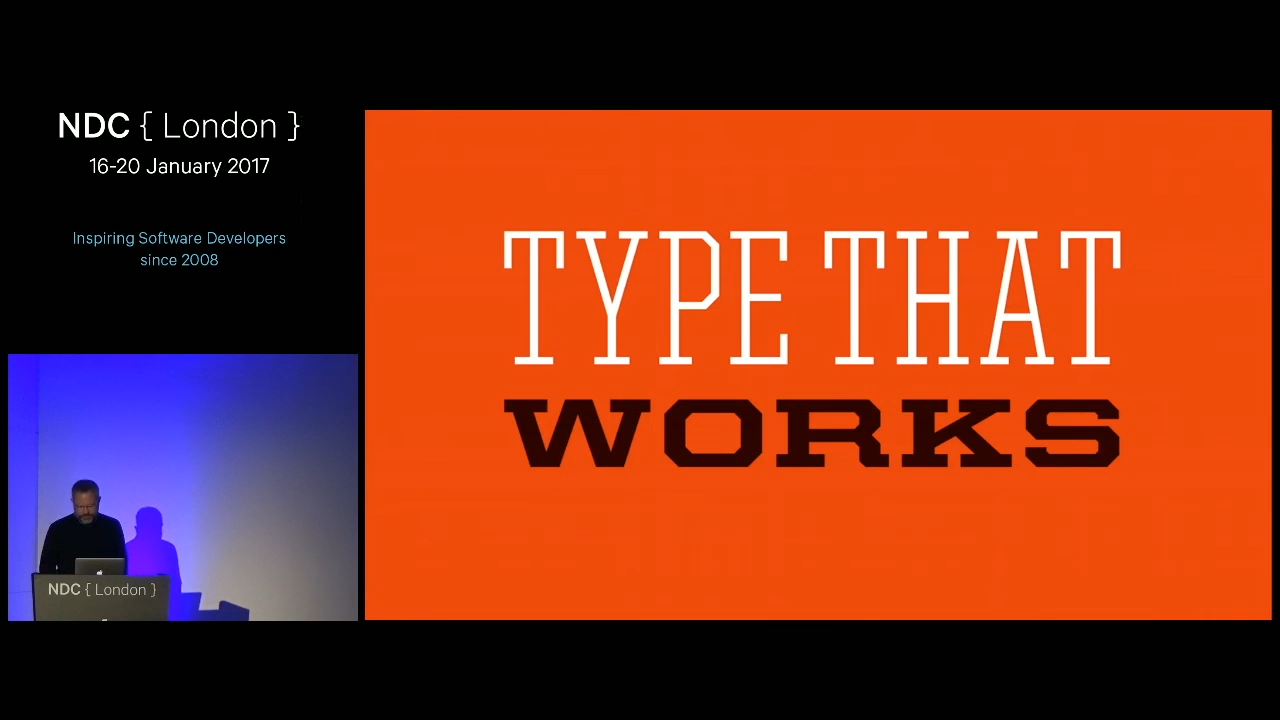 NDC { London }
16-20 January 2017
Inspiring Software Developers
since 2008
TYPE THAT
WORKS
NDC { London }